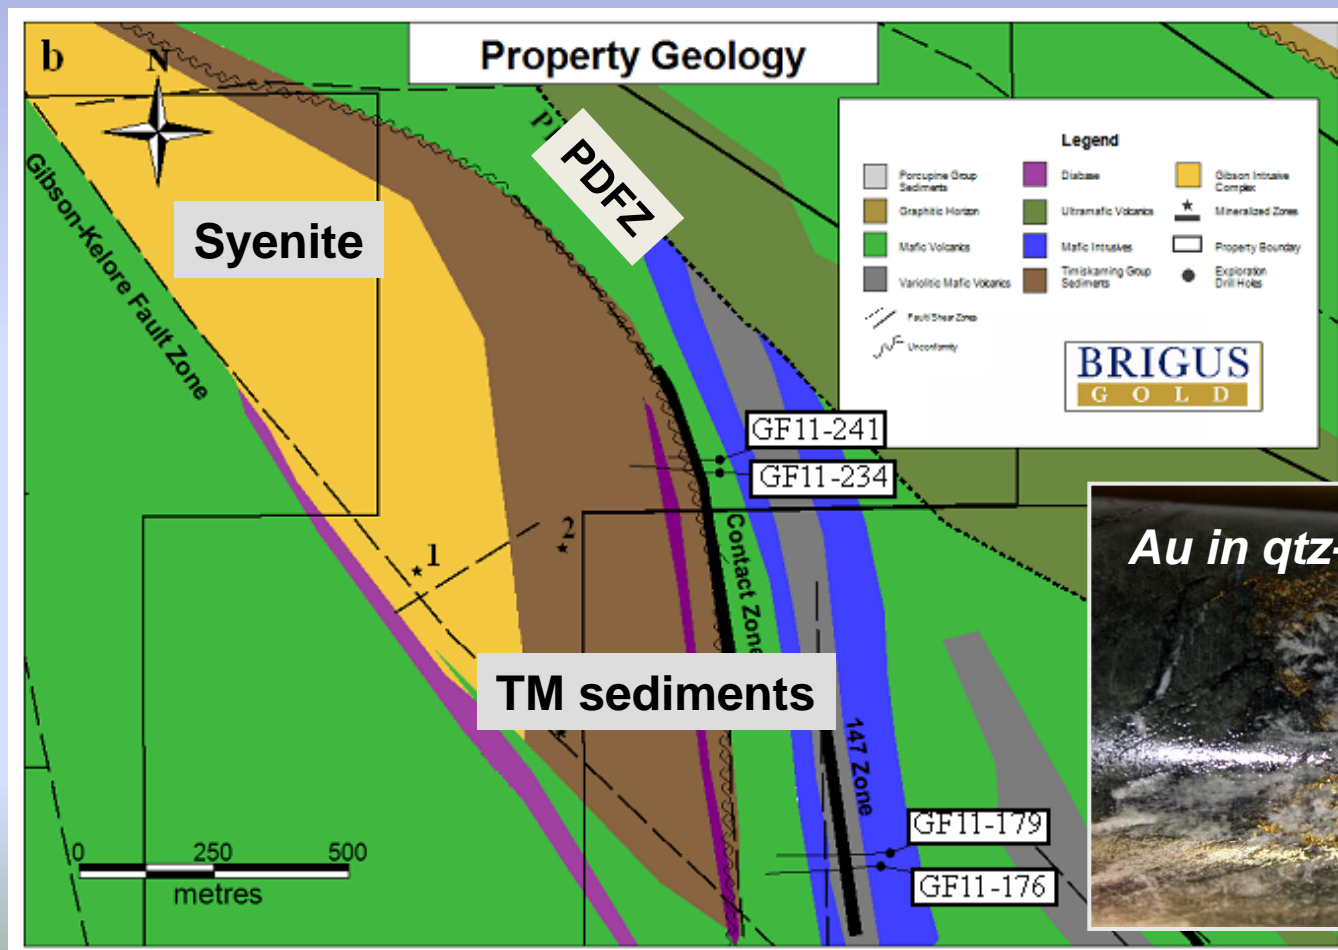 b
Property Geology
N
PDFZ
Gibson-Kelore Fault Zone
Syenite
Legend
Porcupine Group
Sediments
Graphitic Horizon
Mafic Volcanics
Variolitic Mafic Volcanics
Fault/Shear Zones
Unconformity
Diabase
Ultramafic Volcanics
Mafic Intrusives
Timiskaming Group
Sediments
Gibson Intrusive
Complex
Mineralized Zones
Property Boundary
Exploration
Drill Holes
BRIGUS
GOLD
GF11-241
GF11-234
1
2
Contact Zone
Au in qtz-
TM sediments
147 Zone
GF11-179
GF11-176
0 250 500
metres